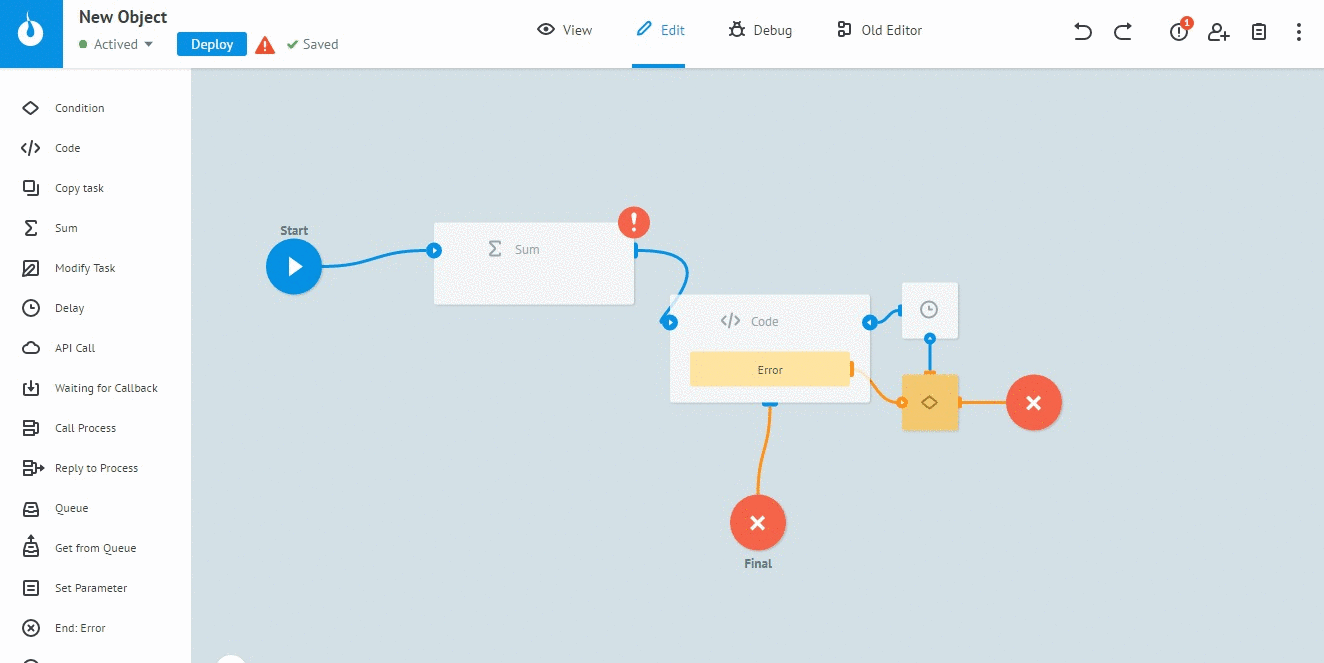 New Object
Actived
Deploy
Saved
View
Edit
Debug
Old Editor
1
Condition
Code
Copy task
Sum
Modify Task
Delay
API Call
Waiting for Callback
Call Process
Reply to Process
Queue
Get from Queue
Set Parameter
End: Error
Start
Sum
Code
Error
Final